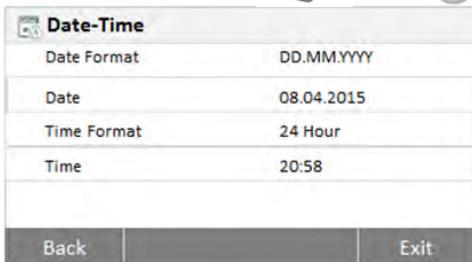 Date-Time
Date Format DD.MM.YYYY
Date 08.04.2015
Time Format 24 Hour
Time 20:58
Back Exit